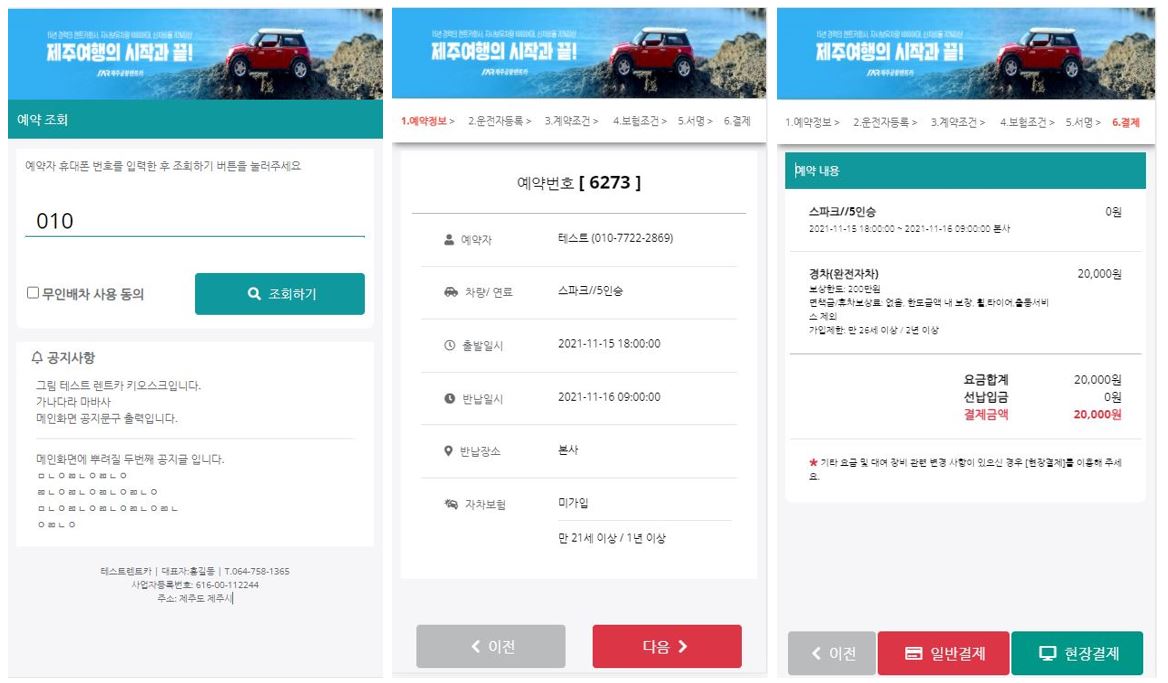 제주여행의 시작과 끝!
제주공항렌트카
예약 조회
예약자 휴대폰 번호를 입력한 후 조회하기 버튼을 눌러주세요
010
무인배차 사용 동의
조회하기
공지사항
그림 테스트 렌트카 키오스크입니다.
가나다라 마바사
메인화면 공지문구 출력입니다.
메인화면에 뿌려질 두번째 공지글 입니다.
테스트렌트카 | 대표자:홍길동 | T.064-758-1365
사업자등록번호: 616-00-112244
주소: 제주도 제주시
제주여행의 시작과 끝!
제주공항렌트카
1.예약정보 > 2.운전자등록 > 3.계약조건 > 4.보험조건 > 5.서명 > 6.결제
예약번호 [ 6273 ]
예약자 테스트 (010-7722-2869)
차량/ 연료 스파크//5인승
출발일시 2021-11-15 18:00:00
반납일시 2021-11-16 09:00:00
반납장소 본사
자차보험 미가입
만 21세 이상 / 1년 이상
이전
다음
제주여행의 시작과 끝!
제주공항렌트카
1.예약정보 > 2.운전자등록 > 3.계약조건 > 4.보험조건 > 5.서명 > 6.결제
예약 내용
스파크//5인승 0원
2021-11-15 18:00:00 ~ 2021-11-16 09:00:00 본사
경차(완전자차) 20,000원
보상한도: 200만원
면책금/휴차보상료: 없음, 한도금액 내 보장, 휠,타이어,출동서비
스 제외
가입제한: 만 26세 이상 / 2년 이상
요금합계 20,000원
선납입금 0원
결제금액 20,000원
* 기타 요금 및 대여 장비 관련 변경 사항이 있으신 경우 [현장결제]를 이용해 주세
요.
이전
일반결제
현장결제